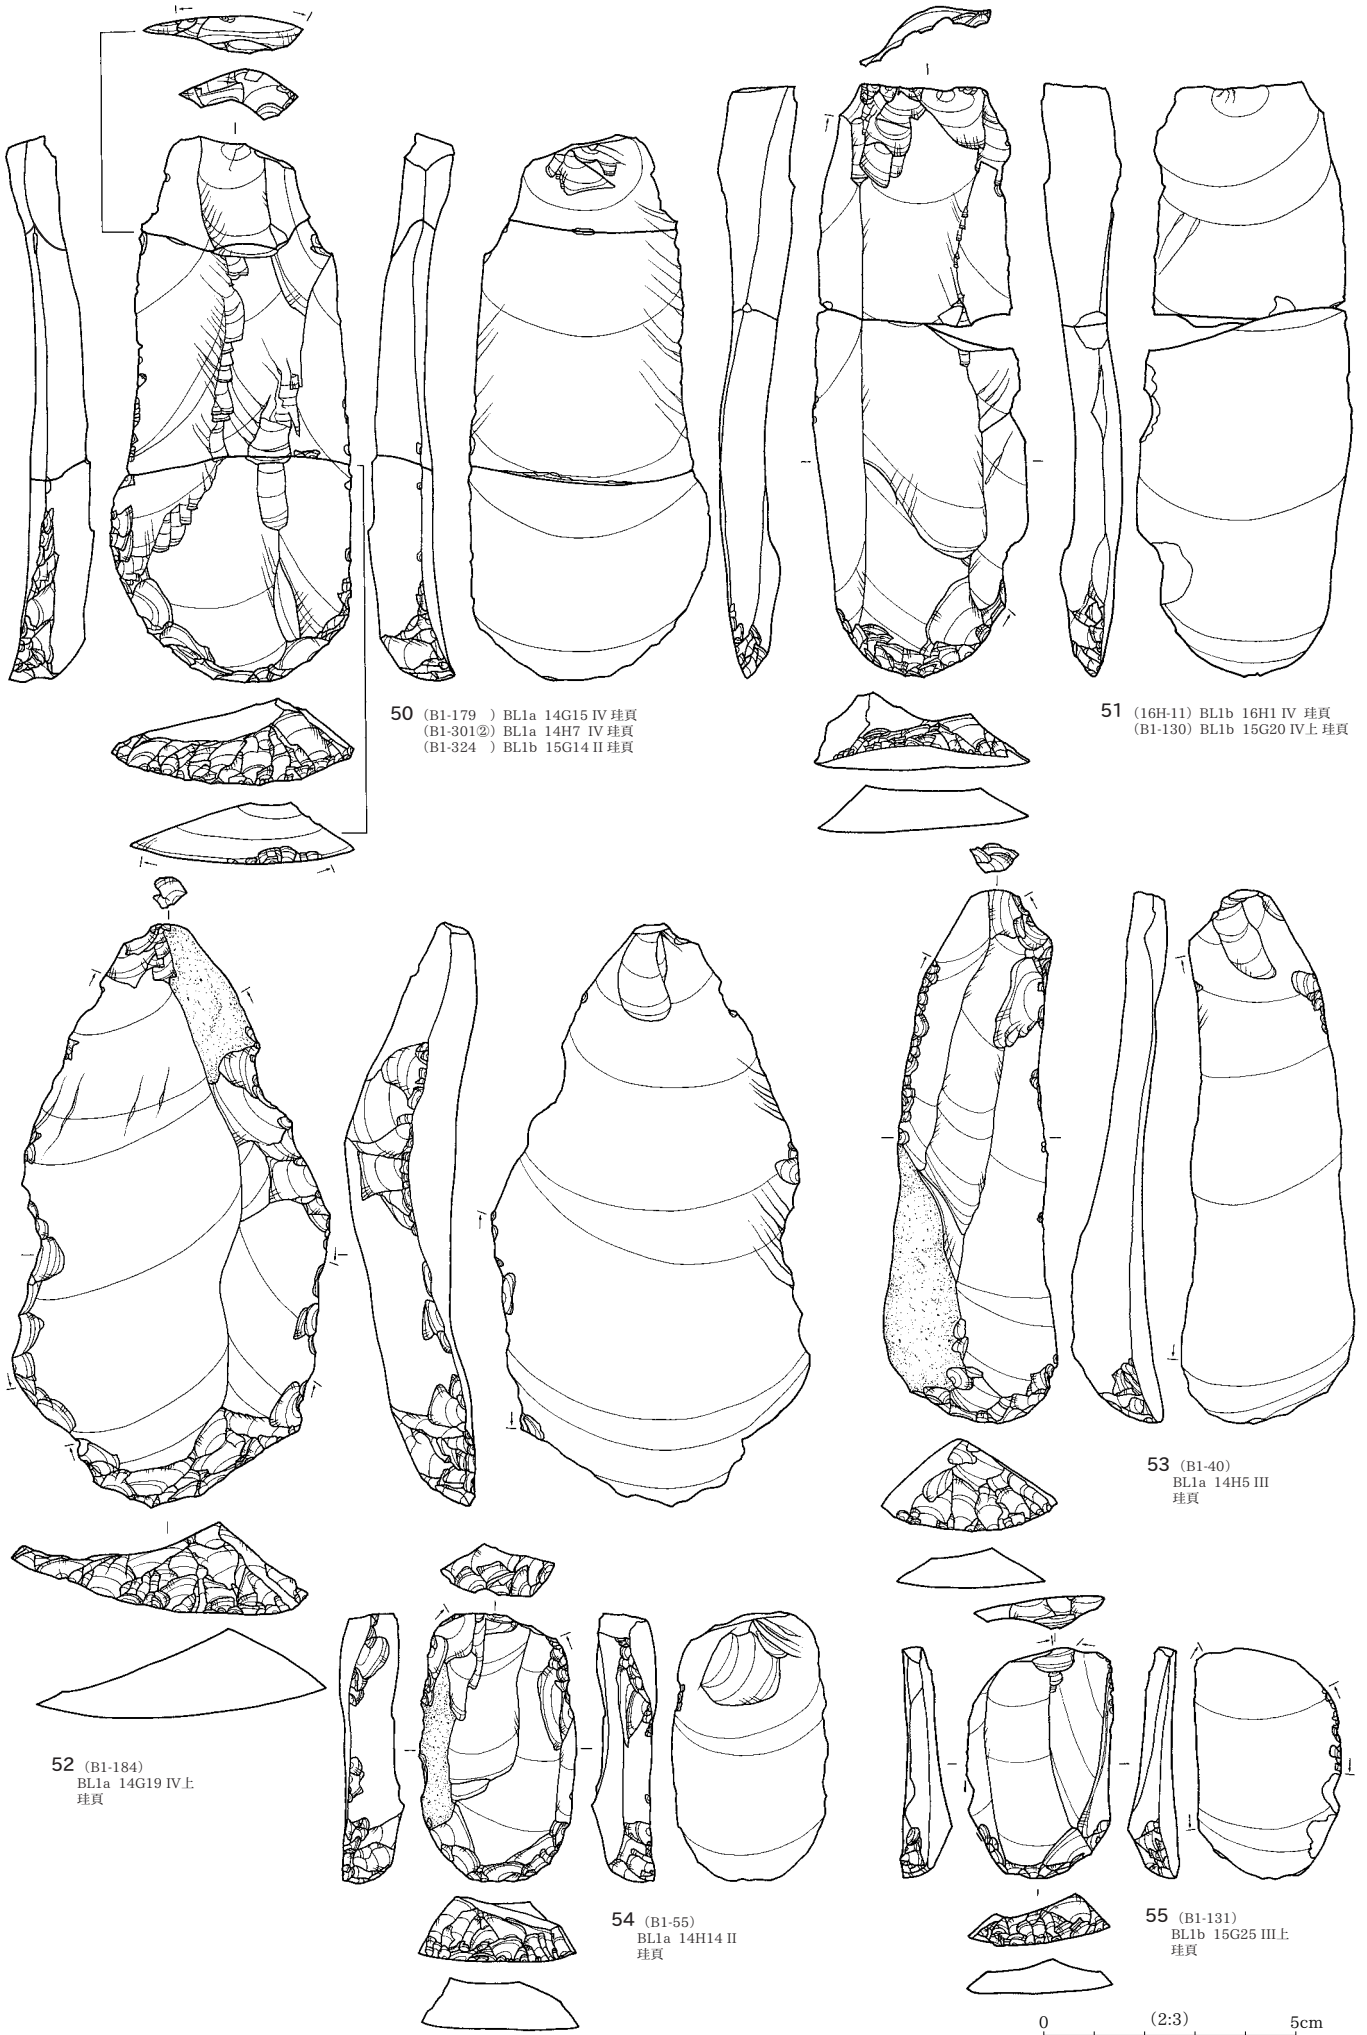 50 (B1-179 ) BL1a 14G15 IV 珪頁
(B1-301②) BL1a 14H7 IV 珪頁
(B1-324 ) BL1b 15G14 II 珪頁
51 (16H-11) BL1b 16H1 IV 珪頁
(B1-130) BL1b 15G20 IV上 珪頁
53 (B1-40)
BL1a 14H5 III
珪頁
52 (B1-184)
BL1a 14G19 IV上
珪頁
54 (B1-55)
BL1a 14H14 II
珪頁
55 (B1-131)
BL1b 15G25 III上
珪頁
0 (2:3) 5cm